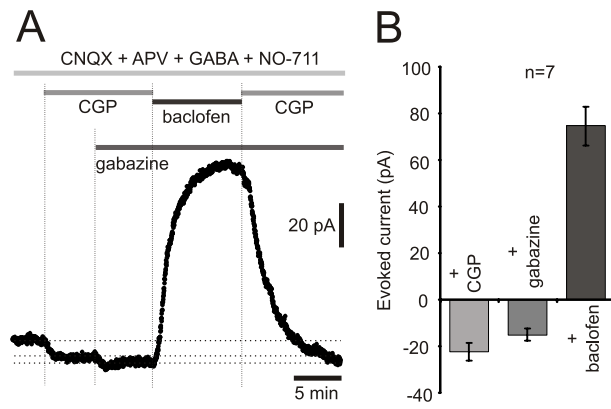 A
CNQX + APV + GABA + NO-711
CGP
baclofen
CGP
gabazine
20 pA
5 min
B
n=7
Evoked current (pA)
100
80
60
40
20
0
-20
-40
+ CGP
+ gabazine
+ baclofen